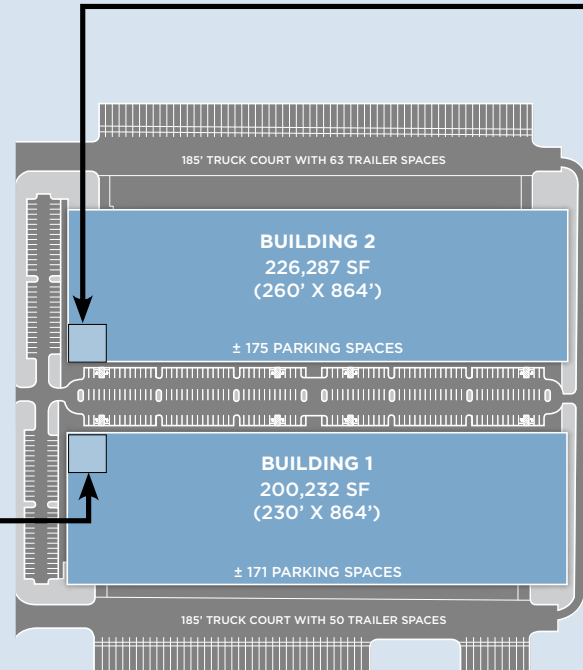 185' TRUCK COURT WITH 63 TRAILER SPACES
BUILDING 2
226,287 SF
(260' X 864')
± 175 PARKING SPACES
BUILDING 1
200,232 SF
(230' X 864')
± 171 PARKING SPACES
185' TRUCK COURT WITH 50 TRAILER SPACES